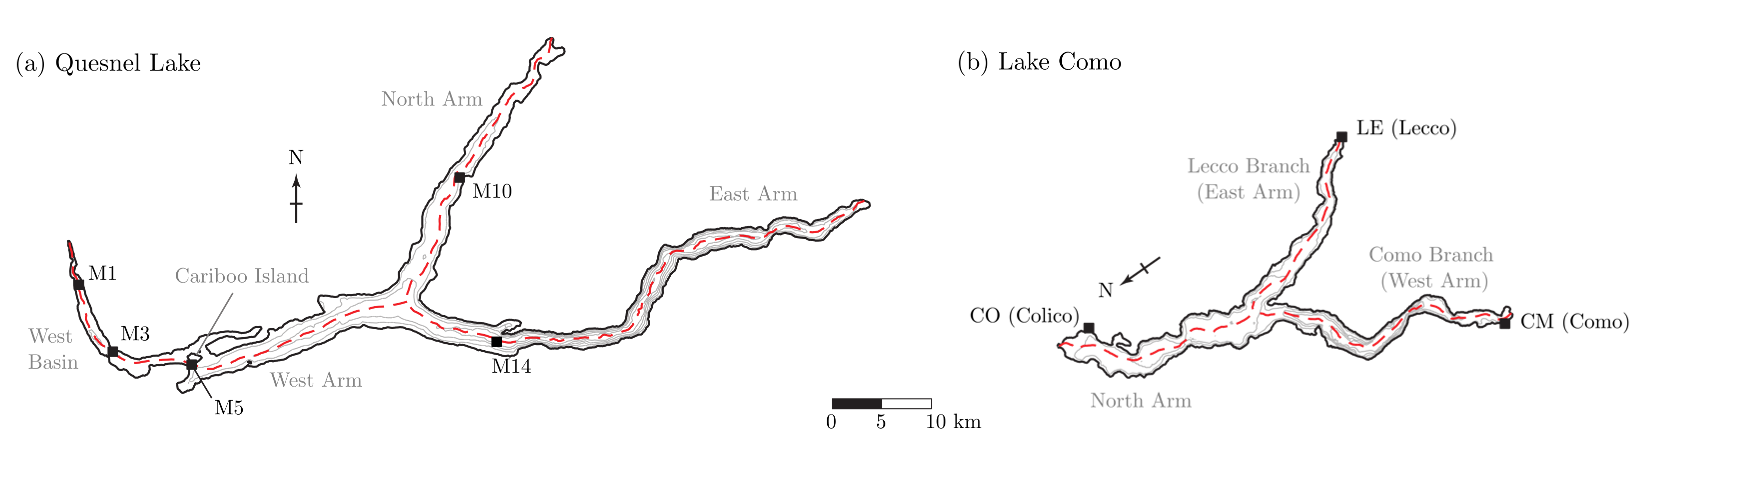 (a) Quesnel Lake
North Arm
N
M10
East Arm
M1
Cariboo Island
West
Basin
M3
West Arm
M14
M5
0 5 10 km
(b) Lake Como
LE (Lecco)
Lecco Branch
(East Arm)
Como Branch
(West Arm)
N
CO (Colico)
CM (Como)
North Arm